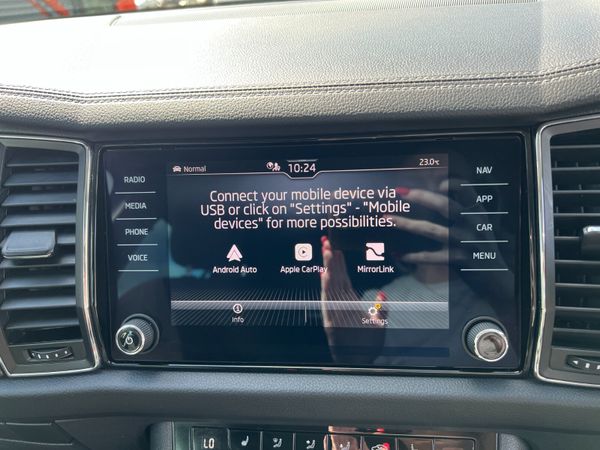 Normal
10:24
23.0°C
RADIO
MEDIA
PHONE
VOICE
Connect your mobile device via
USB or click on "Settings" - "Mobile
devices" for more possibilities.
Android Auto
Apple CarPlay
MirrorLink
Info
Settings
NAV
APP
CAR
MENU
LO